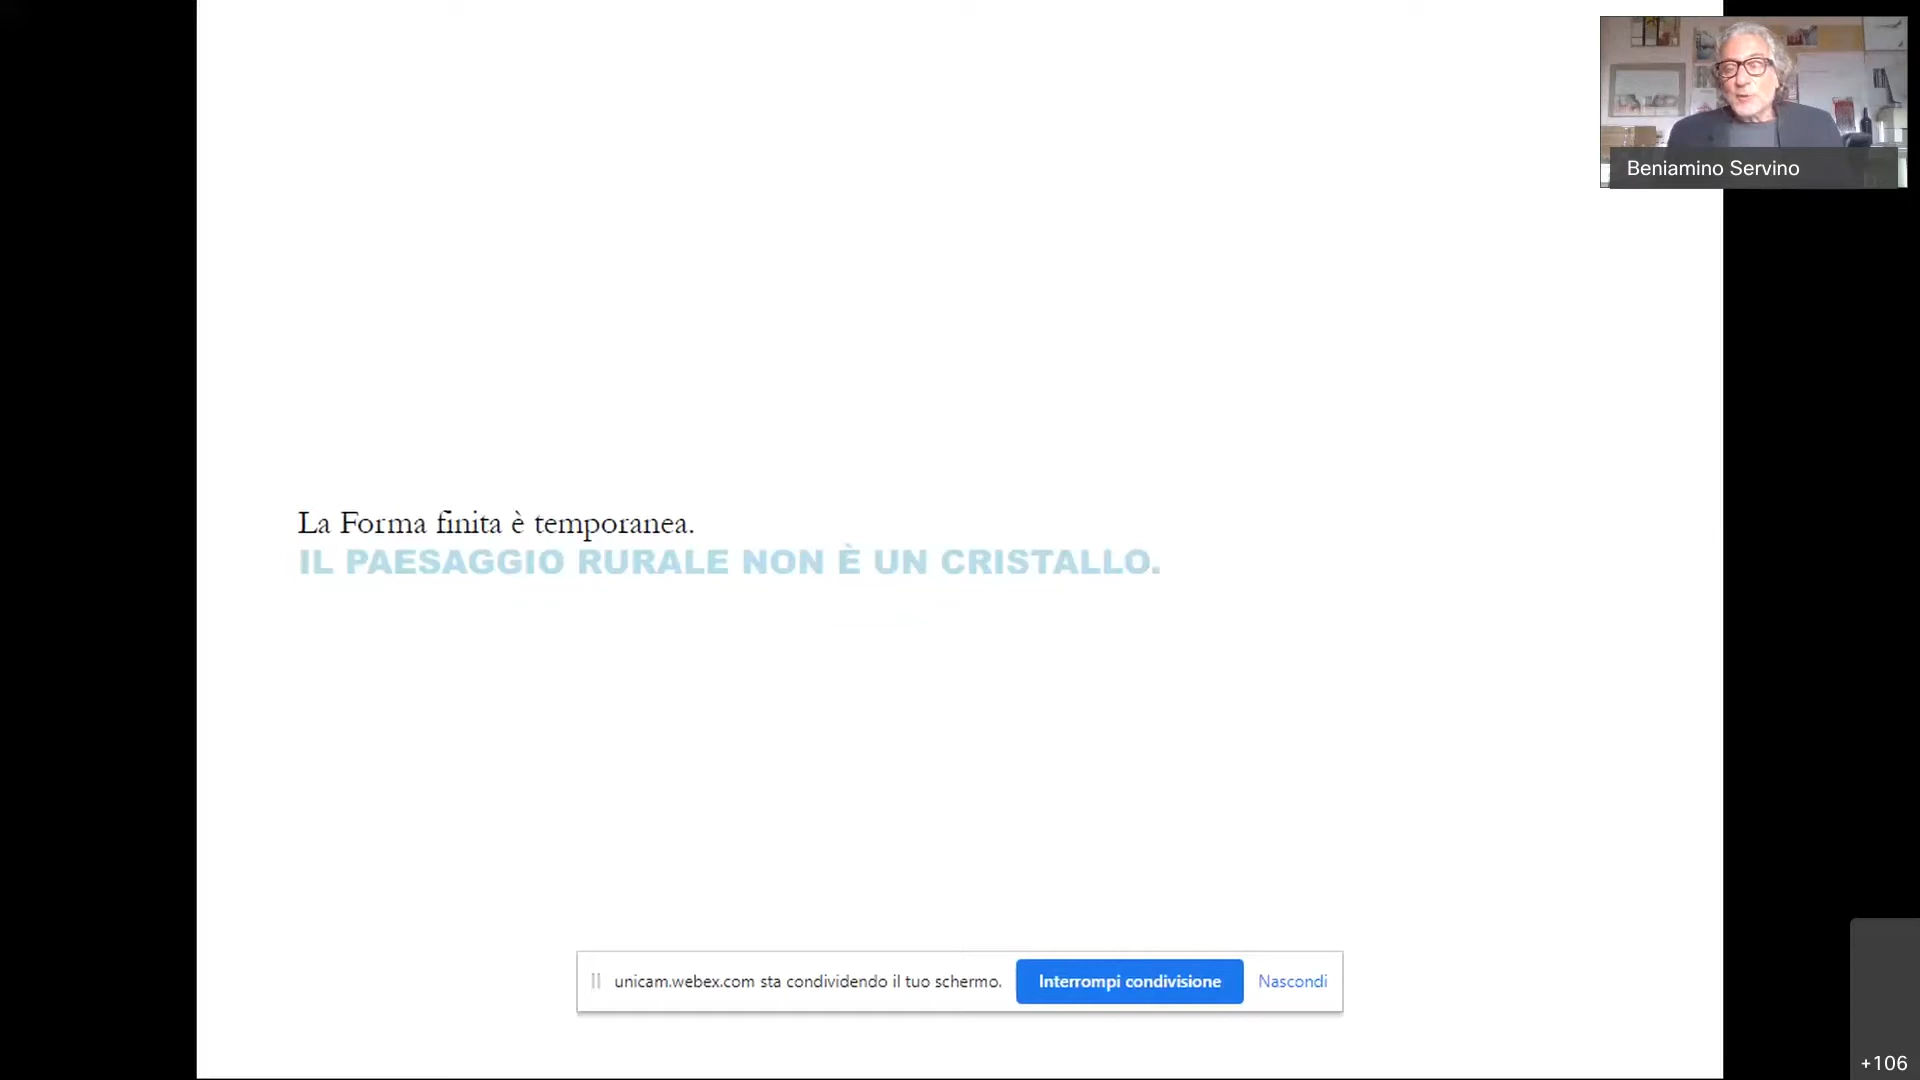 Beniamino Servino
La Forma finita è temporanea.
IL PAESAGGIO RURALE NON È UN CRISTALLO.
unicam.webex.com sta condividendo il tuo schermo. Interrompi condivisione Nascondi
+106